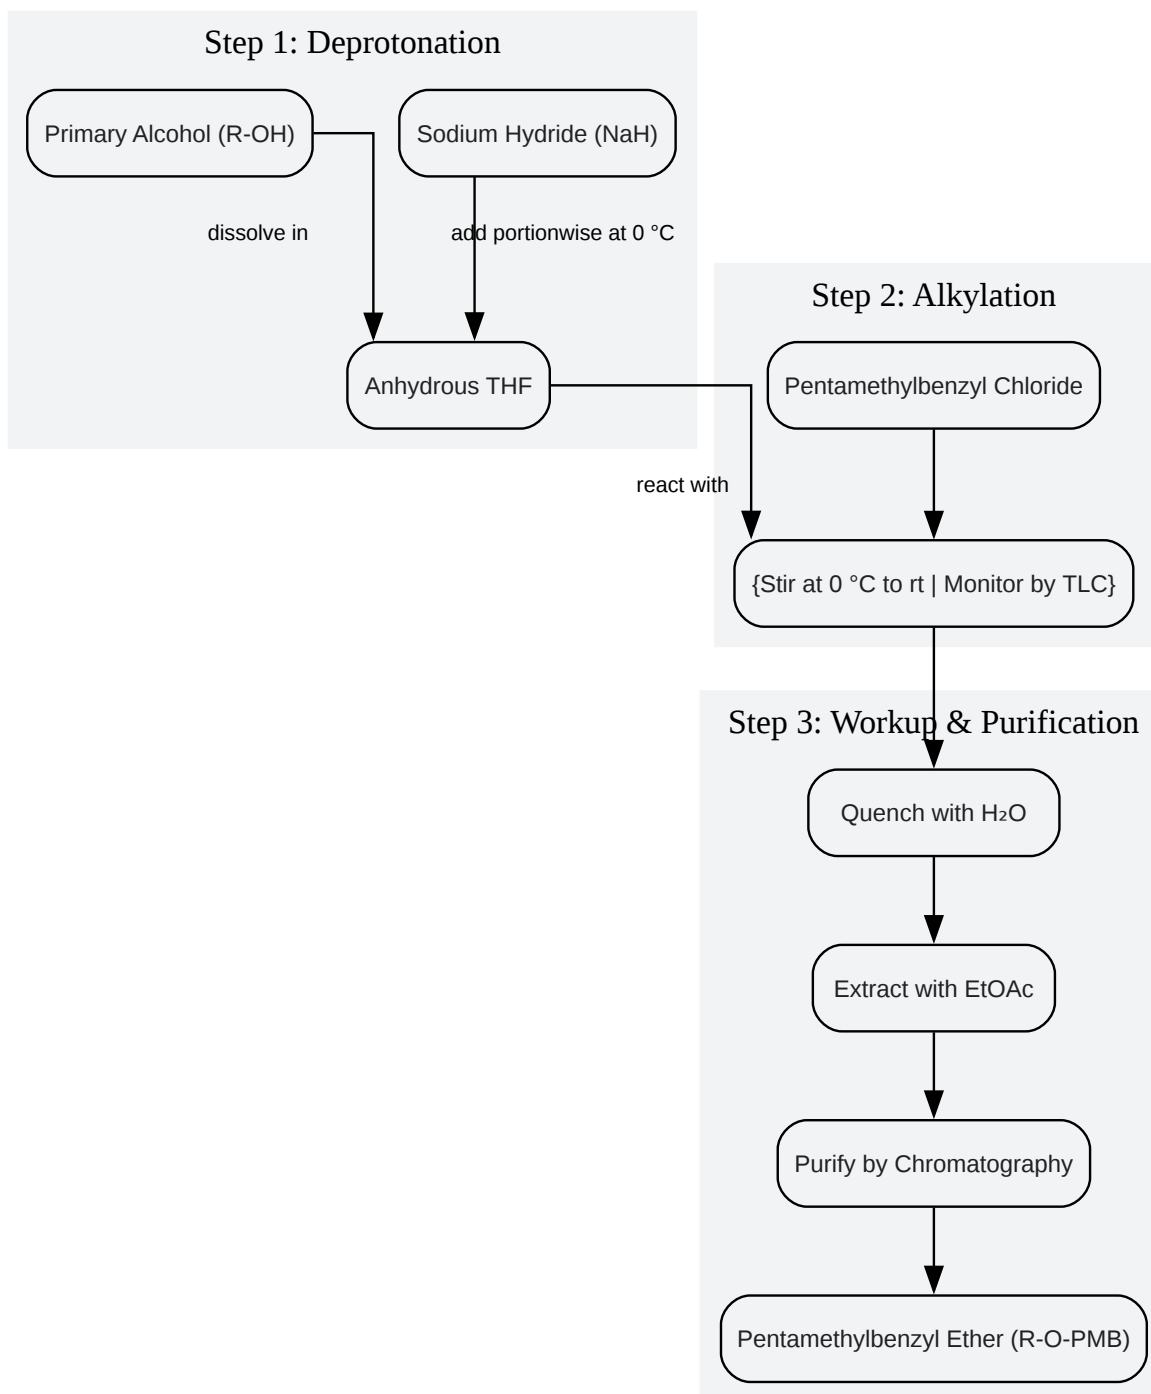 Step 1: Deprotonation
Primary Alcohol (R-OH)
Sodium Hydride (NaH)
dissolve in
add portionwise at 0 °C
Anhydrous THF
Step 2: Alkylation
Pentamethylbenzyl Chloride
react with
{Stir at 0 °C to rt | Monitor by TLC}
Step 3: Workup & Purification
Quench with H₂O
Extract with EtOAc
Purify by Chromatography
Pentamethylbenzyl Ether (R-O-PMB)